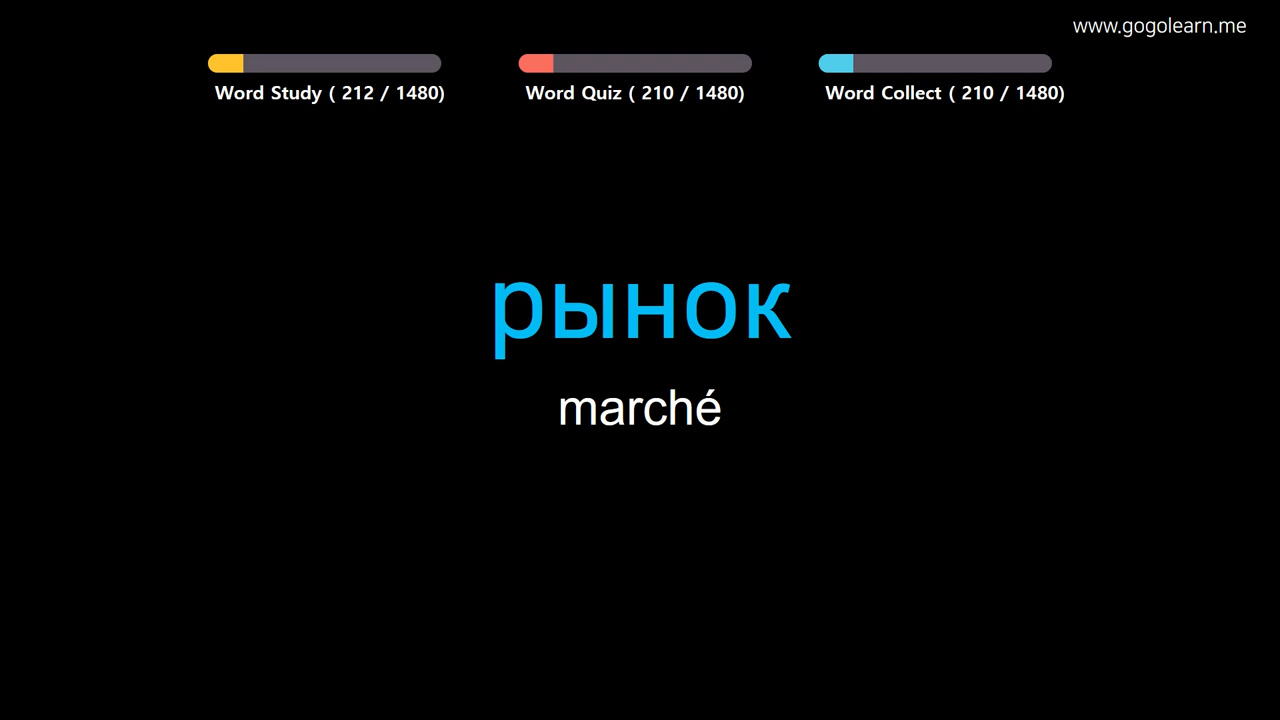 www.gogolearn.me
Word Study ( 212 / 1480)
Word Quiz ( 210 / 1480)
Word Collect ( 210 / 1480)
рынок
marché